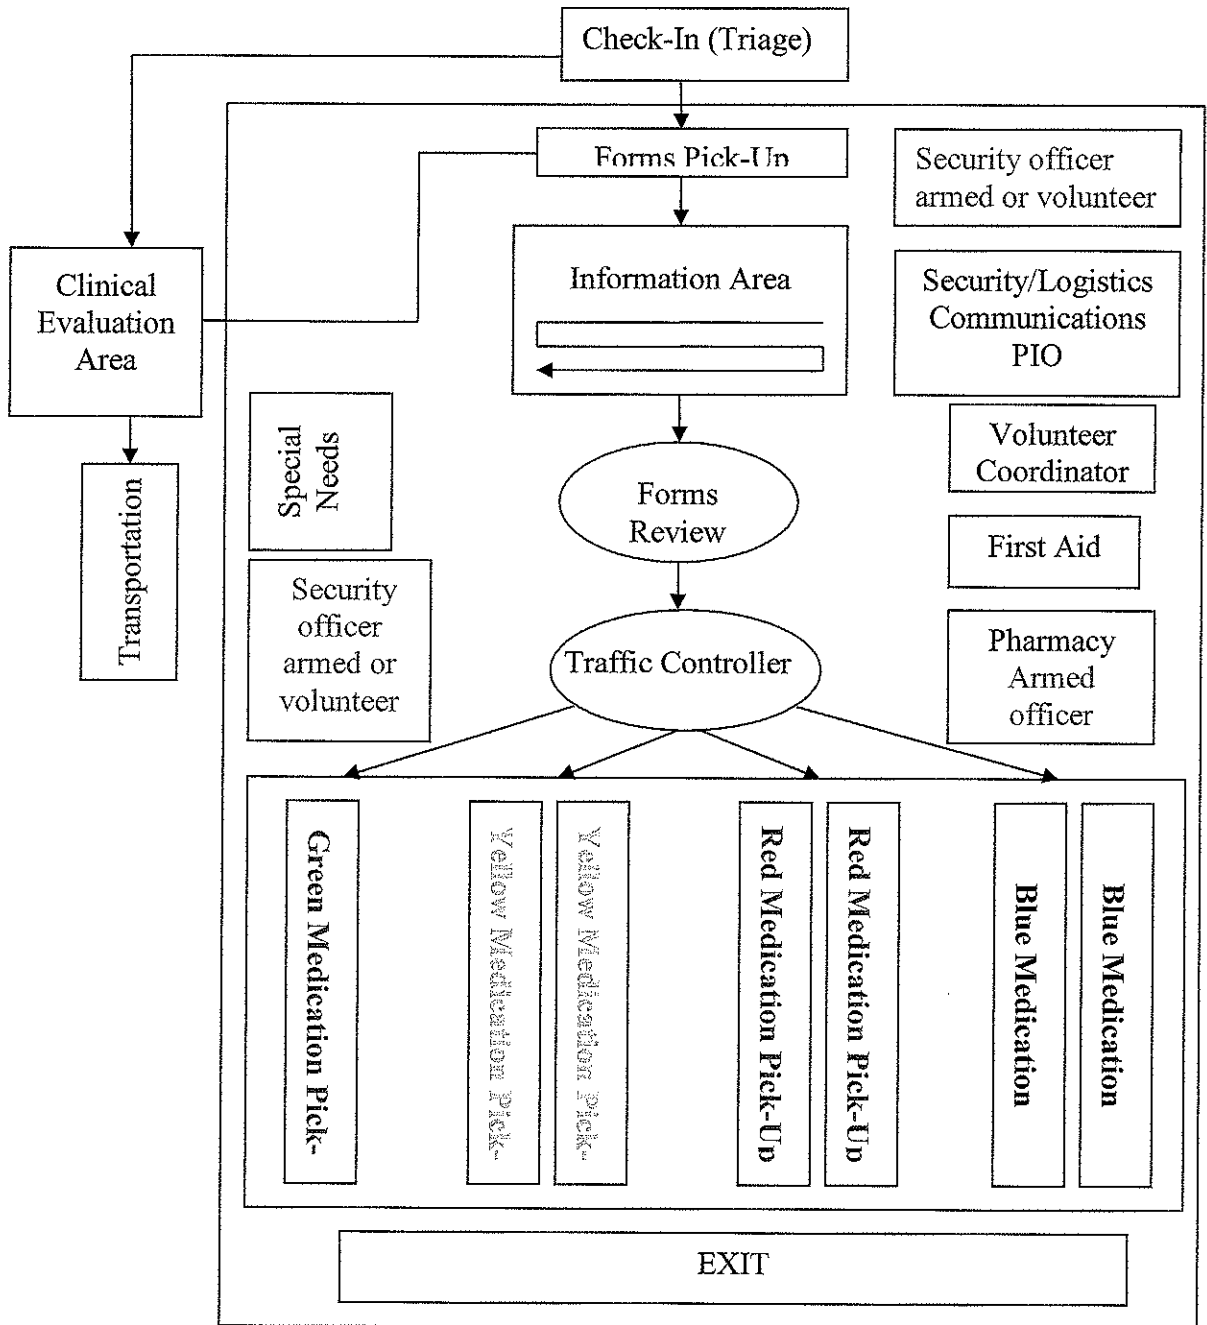 Check-In (Triage)
Forms Pick-Up
Security officer
armed or volunteer
Clinical
Evaluation
Area
Information Area
Security/Logistics
Communications
PIO
Special
Needs
Volunteer
Coordinator
Forms
Review
First Aid
Transportation
Security
officer
armed or
volunteer
Traffic Controller
Pharmacy
Armed
officer
Green Medication Pick-
Yellow Medication Pick-
Yellow Medication Pick-
Red Medication Pick-Up
Red Medication Pick-Up
Blue Medication
Blue Medication
EXIT